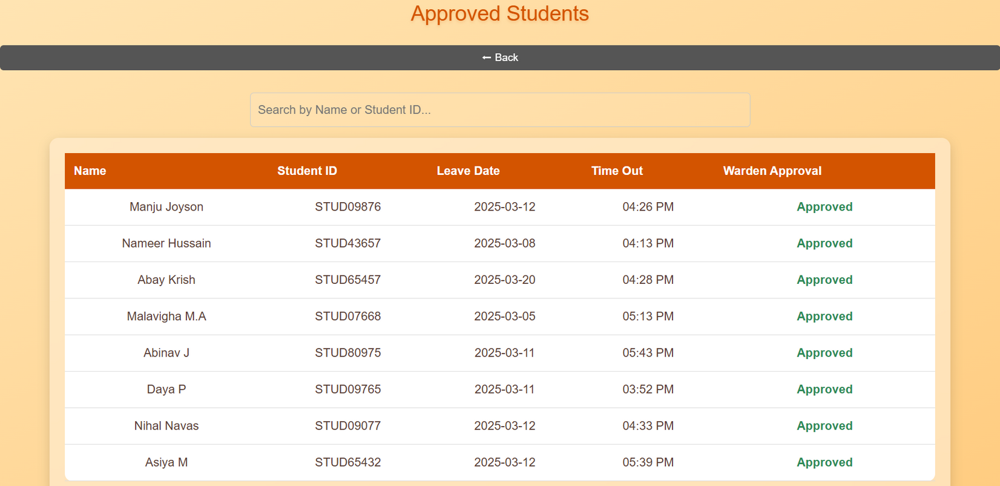 Approved Students
← Back
Search by Name or Student ID...
Name Student ID Leave Date Time Out Warden Approval
Manju Joyson STUD09876 2025-03-12 04:26 PM Approved
Nameer Hussain STUD43657 2025-03-08 04:13 PM Approved
Abay Krish STUD65457 2025-03-20 04:28 PM Approved
Malavigha M.A STUD07668 2025-03-05 05:13 PM Approved
Abinav J STUD80975 2025-03-11 05:43 PM Approved
Daya P STUD09765 2025-03-11 03:52 PM Approved
Nihal Navas STUD09077 2025-03-12 04:33 PM Approved
Asiya M STUD65432 2025-03-12 05:39 PM Approved